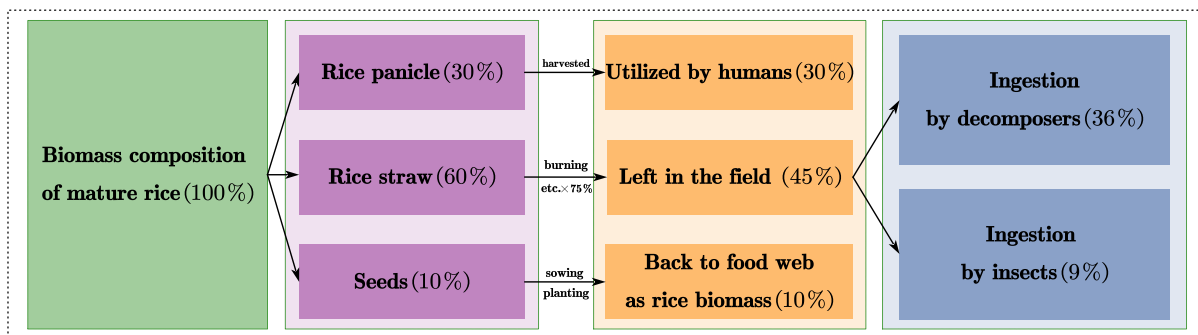 Biomass composition
of mature rice (100%)
Rice panicle (30%)
Rice straw (60%)
Seeds (10%)
harvested
burning
etc.×75%
sowing
planting
Utilized by humans (30%)
Left in the field (45%)
Back to food web
as rice biomass (10%)
Ingestion
by decomposers (36%)
Ingestion
by insects (9%)